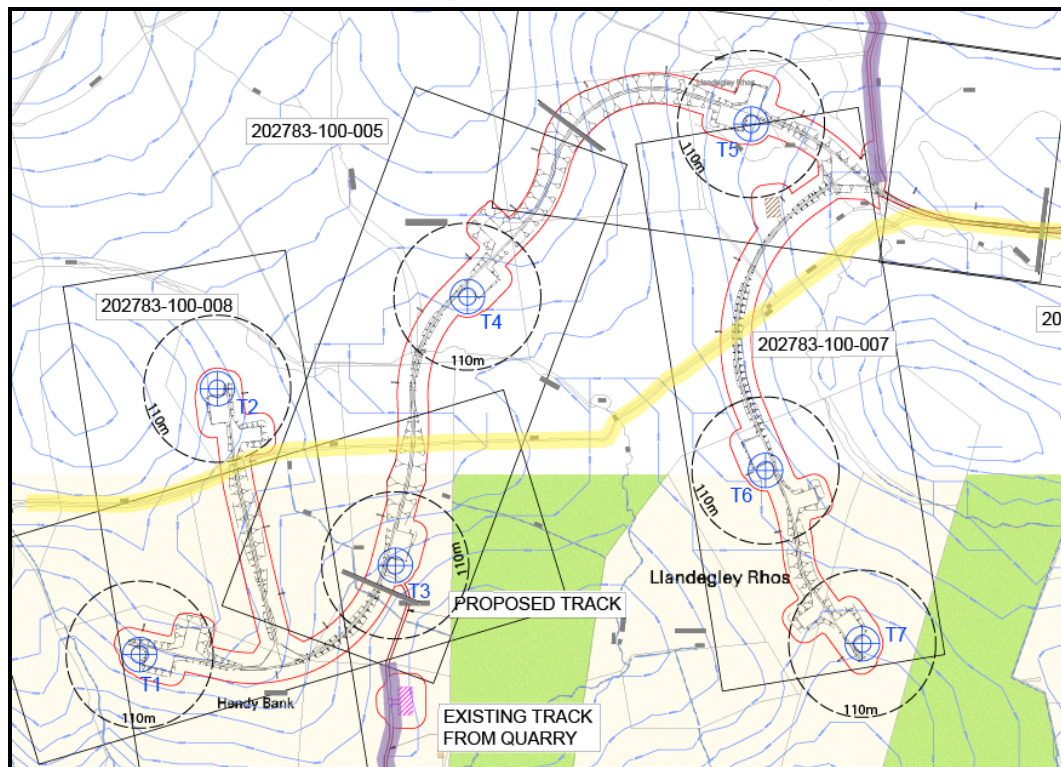 Llandegley Rhos
202783-100-005
T5
110m
202783-100-008
T4
110m
202783-100-007
20
T2
110m
T6
110m
T3
110m
Llandegley Rhos
PROPOSED TRACK
T7
110m
T1
110m
Hendy Bank
EXISTING TRACK
FROM QUARRY